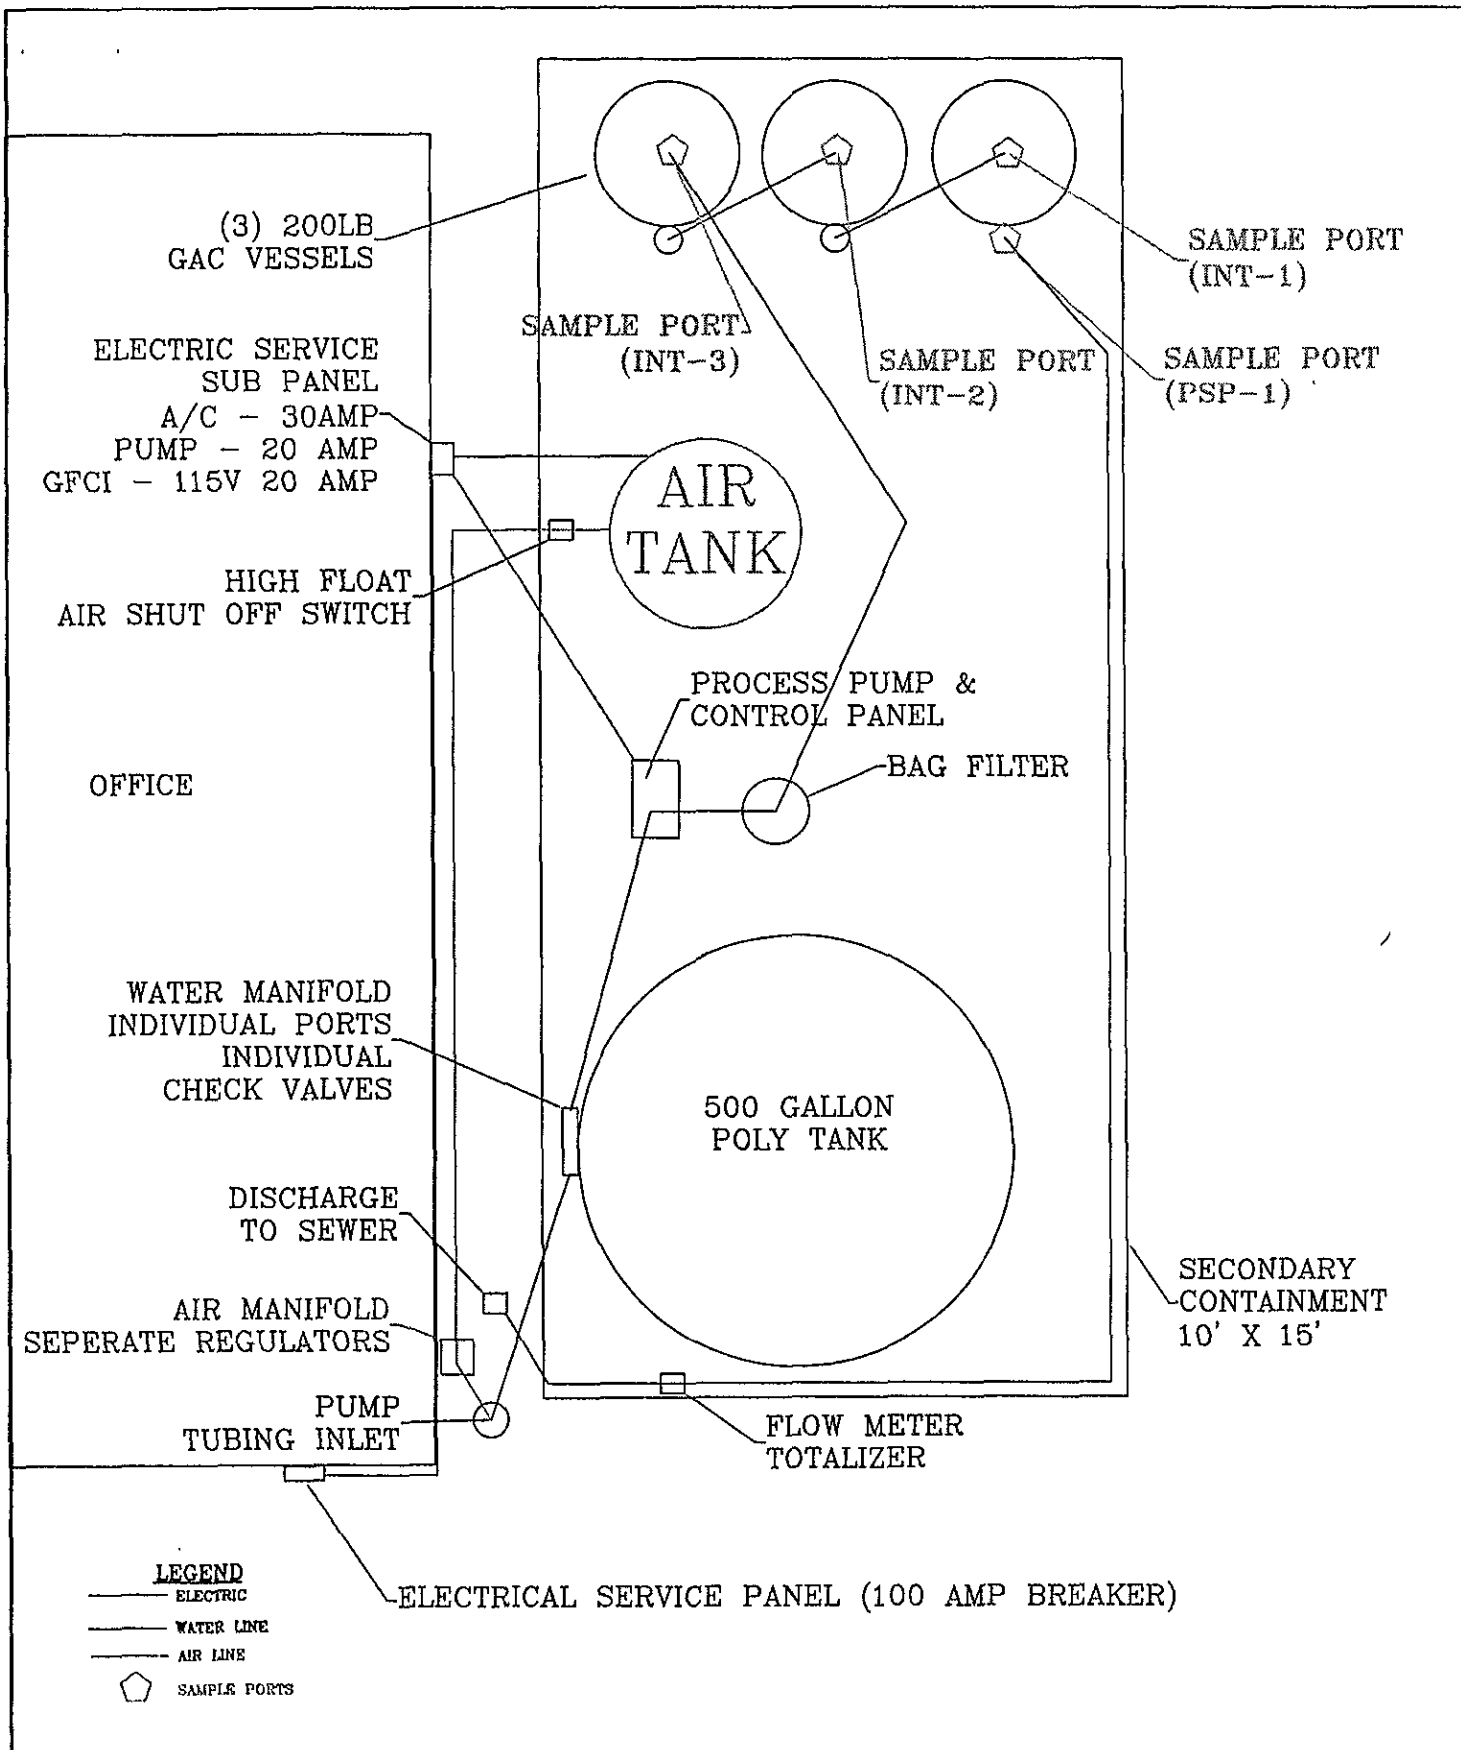 (3) 200LB
GAC VESSELS
SAMPLE PORT
(INT-1)
SAMPLE PORT
(INT-3)
SAMPLE PORT
(INT-2)
SAMPLE PORT
(PSP-1)
ELECTRIC SERVICE
SUB PANEL
A/C - 30AMP
PUMP - 20 AMP
GFCI - 115V 20 AMP
AIR
TANK
HIGH FLOAT
AIR SHUT OFF SWITCH
PROCESS PUMP &
CONTROL PANEL
BAG FILTER
OFFICE
WATER MANIFOLD
INDIVIDUAL PORTS
INDIVIDUAL
CHECK VALVES
500 GALLON
POLY TANK
DISCHARGE
TO SEWER
SECONDARY
CONTAINMENT
10' X 15'
AIR MANIFOLD
SEPERATE REGULATORS
PUMP
TUBING INLET
FLOW METER
TOTALIZER
LEGEND
ELECTRIC
WATER LINE
AIR LINE
SAMPLE PORTS
ELECTRICAL SERVICE PANEL (100 AMP BREAKER)